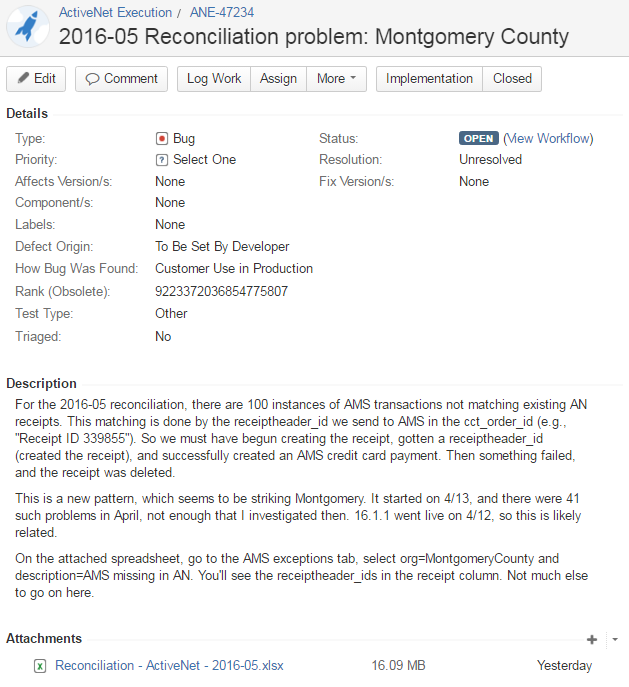 ActiveNet Execution / ANE-47234
2016-05 Reconciliation problem: Montgomery County
Edit Comment Log Work Assign More Implementation Closed
Details
Type: Bug Status: OPEN (View Workflow)
Priority: Select One Resolution: Unresolved
Affects Version/s: None Fix Version/s: None
Component/s: None
Labels: None
Defect Origin: To Be Set By Developer
How Bug Was Found: Customer Use in Production
Rank (Obsolete): 9223372036854775807
Test Type: Other
Triaged: No
Description
For the 2016-05 reconciliation, there are 100 instances of AMS transactions not matching existing AN
receipts. This matching is done by the receiptheader_id we send to AMS in the cct_order_id (e.g.,
"Receipt ID 339855"). So we must have begun creating the receipt, gotten a receiptheader_id
(created the receipt), and successfully created an AMS credit card payment. Then something failed,
and the receipt was deleted.
This is a new pattern, which seems to be striking Montgomery. It started on 4/13, and there were 41
such problems in April, not enough that I investigated then. 16.1.1 went live on 4/12, so this is likely
related.
On the attached spreadsheet, go to the AMS exceptions tab, select org=MontgomeryCounty and
description=AMS missing in AN. You'll see the receiptheader_ids in the receipt column. Not much else
to go on here.
Attachments
Reconciliation - ActiveNet - 2016-05.xlsx 16.09 MB Yesterday